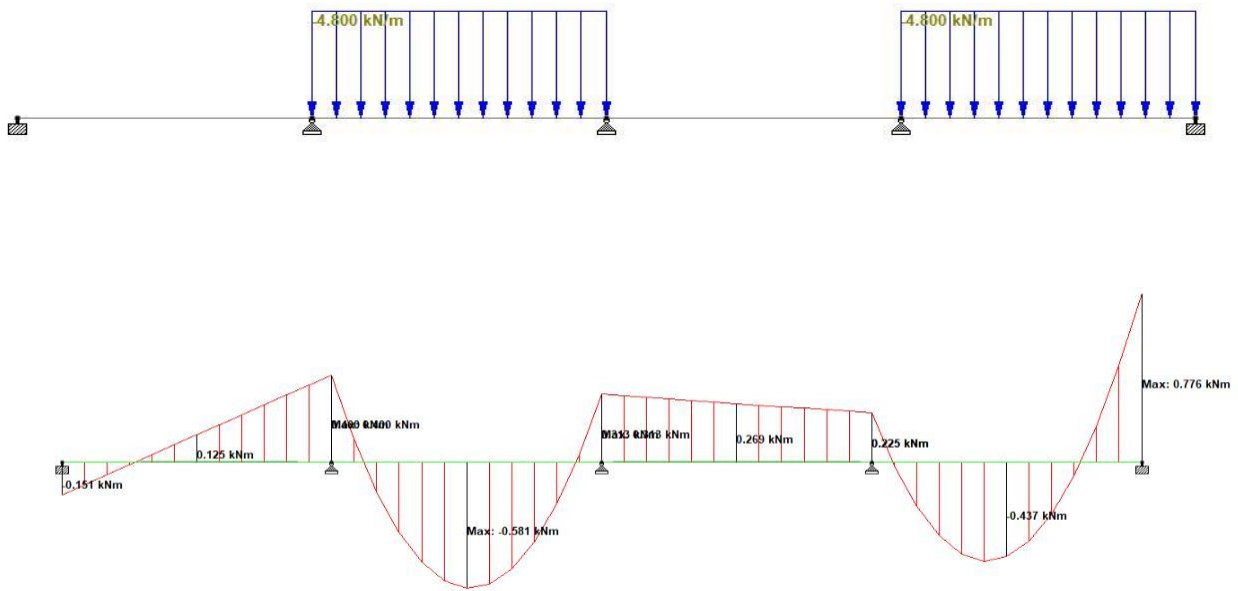 4.800 kN/m
4.800 kN/m
Max: 0.776 kNm
0.269 kNm
0.225 kNm
0.125 kNm
-0.151 kNm
Max: -0.581 kNm
-0.437 kNm